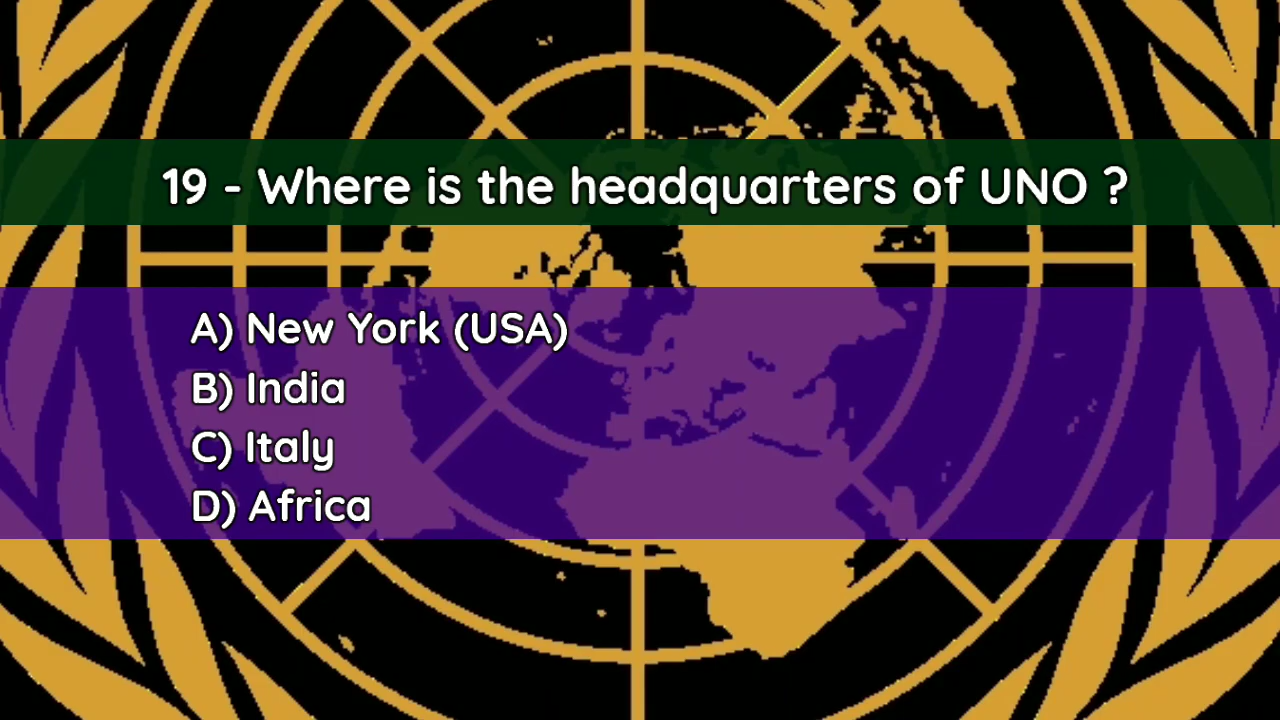 19 - Where is the headquarters of UNO ?
A) New York (USA)
B) India
C) Italy
D) Africa